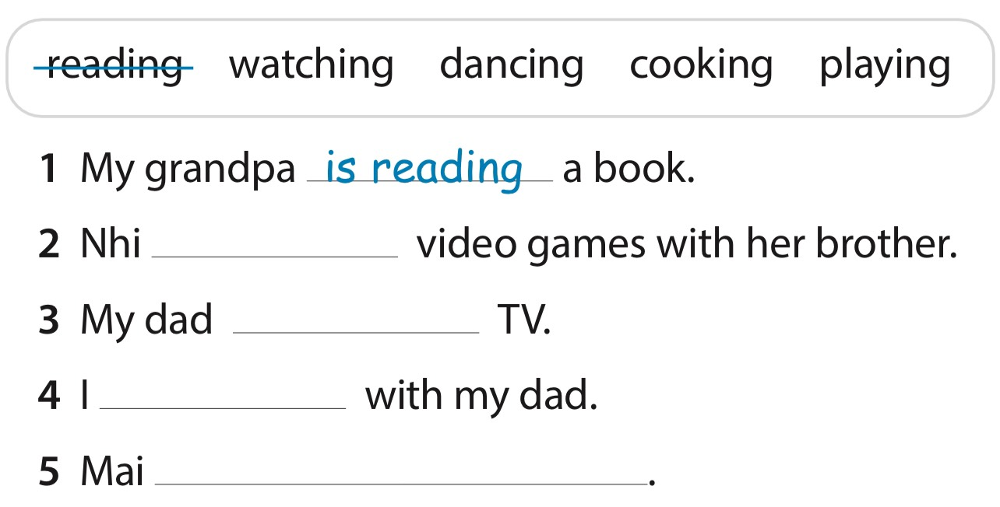 reading watching dancing cooking playing
1 My grandpa is reading a book.
2 Nhi ____________ video games with her brother.
3 My dad ____________ TV.
4 I ____________ with my dad.
5 Mai ________________________.